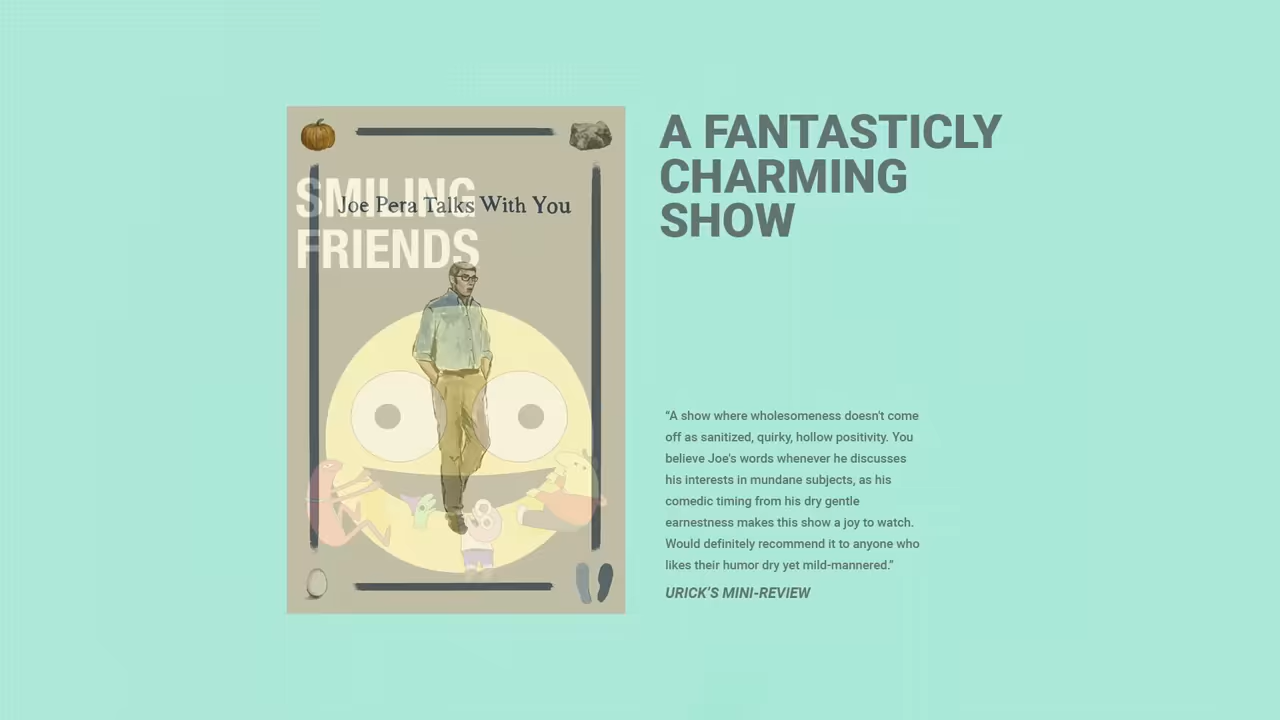 SMILING
Joe Pera Talks With You
FRIENDS
A FANTASTICLY
CHARMING
SHOW
“A show where wholesomeness doesn't come
off as sanitized, quirky, hollow positivity. You
believe Joe's words whenever he discusses
his interests in mundane subjects, as his
comedic timing from his dry gentle
earnestness makes this show a joy to watch.
Would definitely recommend it to anyone who
likes their humor dry yet mild-mannered.”
URICK'S MINI-REVIEW